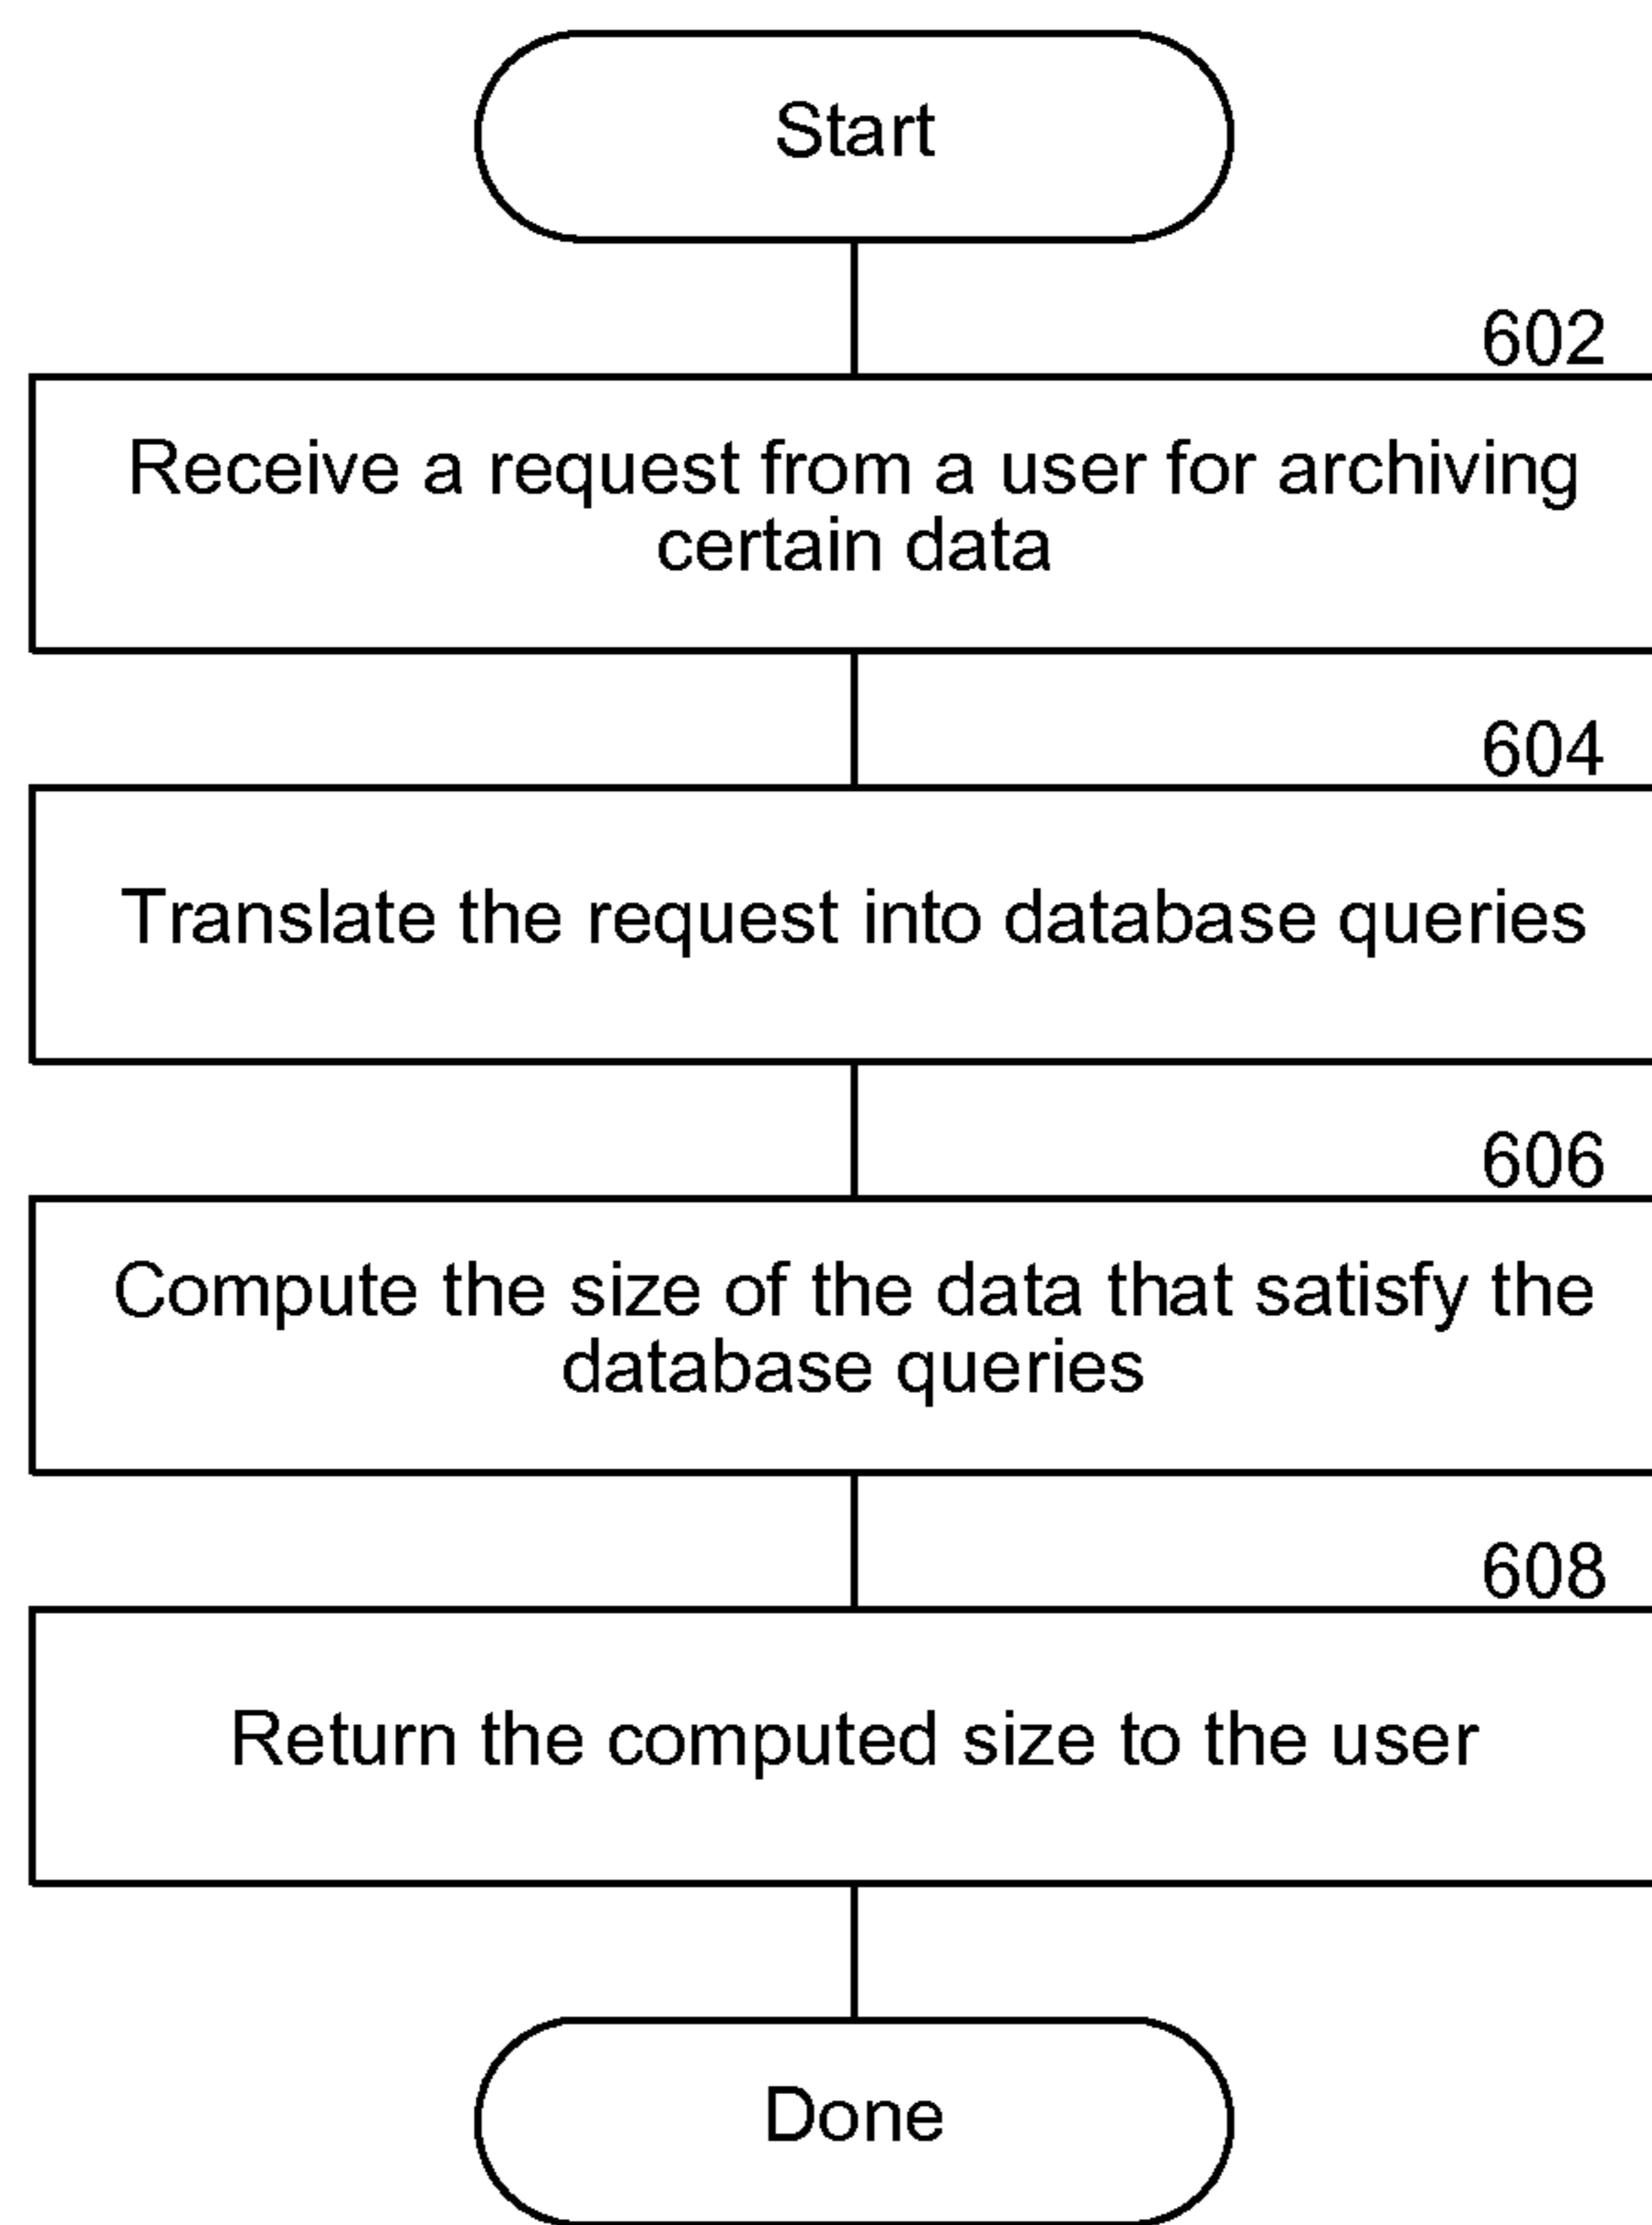 Start
602
Receive a request from a user for archiving
certain data
604
Translate the request into database queries
606
Compute the size of the data that satisfy the
database queries
608
Return the computed size to the user
Done